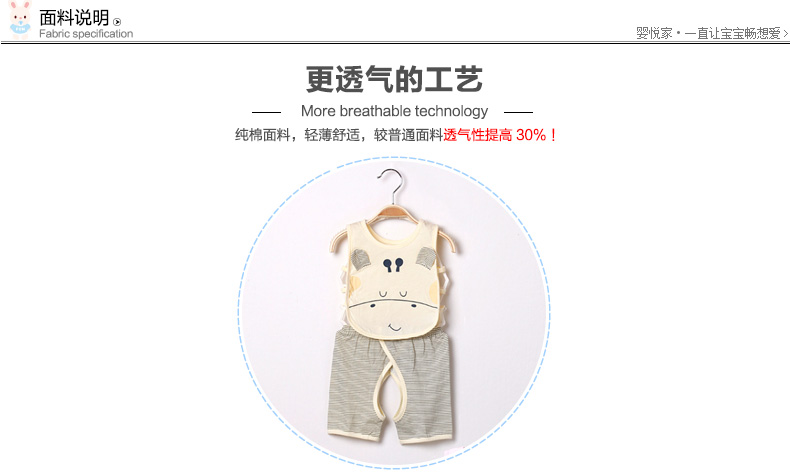 面料说明
Fabric specification
婴悦家·一直让宝宝畅想爱>
更透气的工艺
More breathable technology
纯棉面料，轻薄舒适，较普通面料透气性提高 30%！